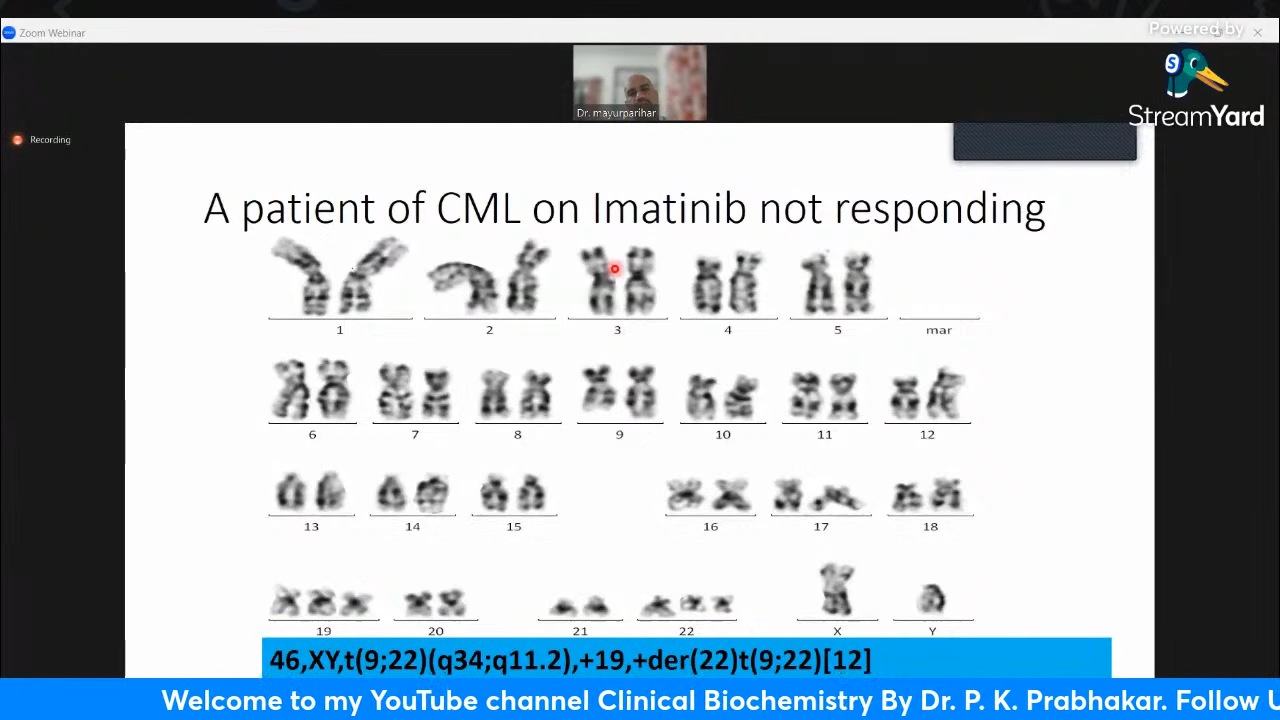 Zoom Webinar
Powered by
StreamYard
Dr. mayurparihar
Recording
A patient of CML on Imatinib not responding
1 2 3 4 5 mar
6 7 8 9 10 11 12
13 14 15 16 17 18
19 20 21 22 X Y
46,XY,t(9;22)(q34;q11.2),+19,+der(22)t(9;22)[12]
Welcome to my YouTube channel Clinical Biochemistry By Dr. P. K. Prabhakar. Follow U